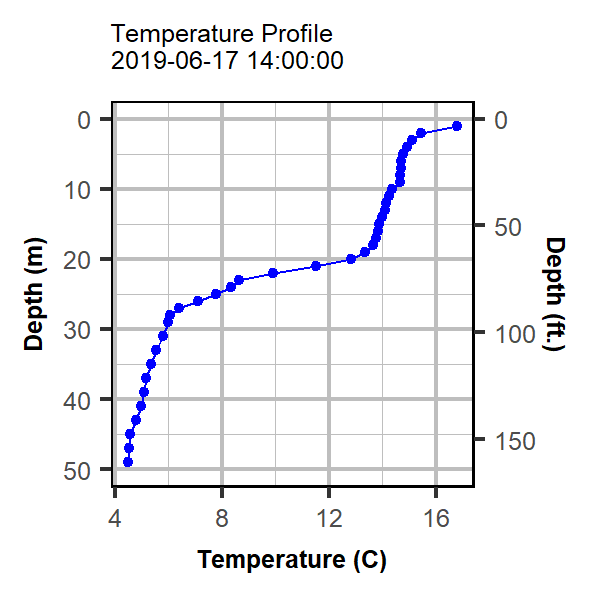 Temperature Profile
2019-06-17 14:00:00
0
10
20
30
40
50
Depth (m)
0
50
100
150
Depth (ft.)
4 8 12 16
Temperature (C)